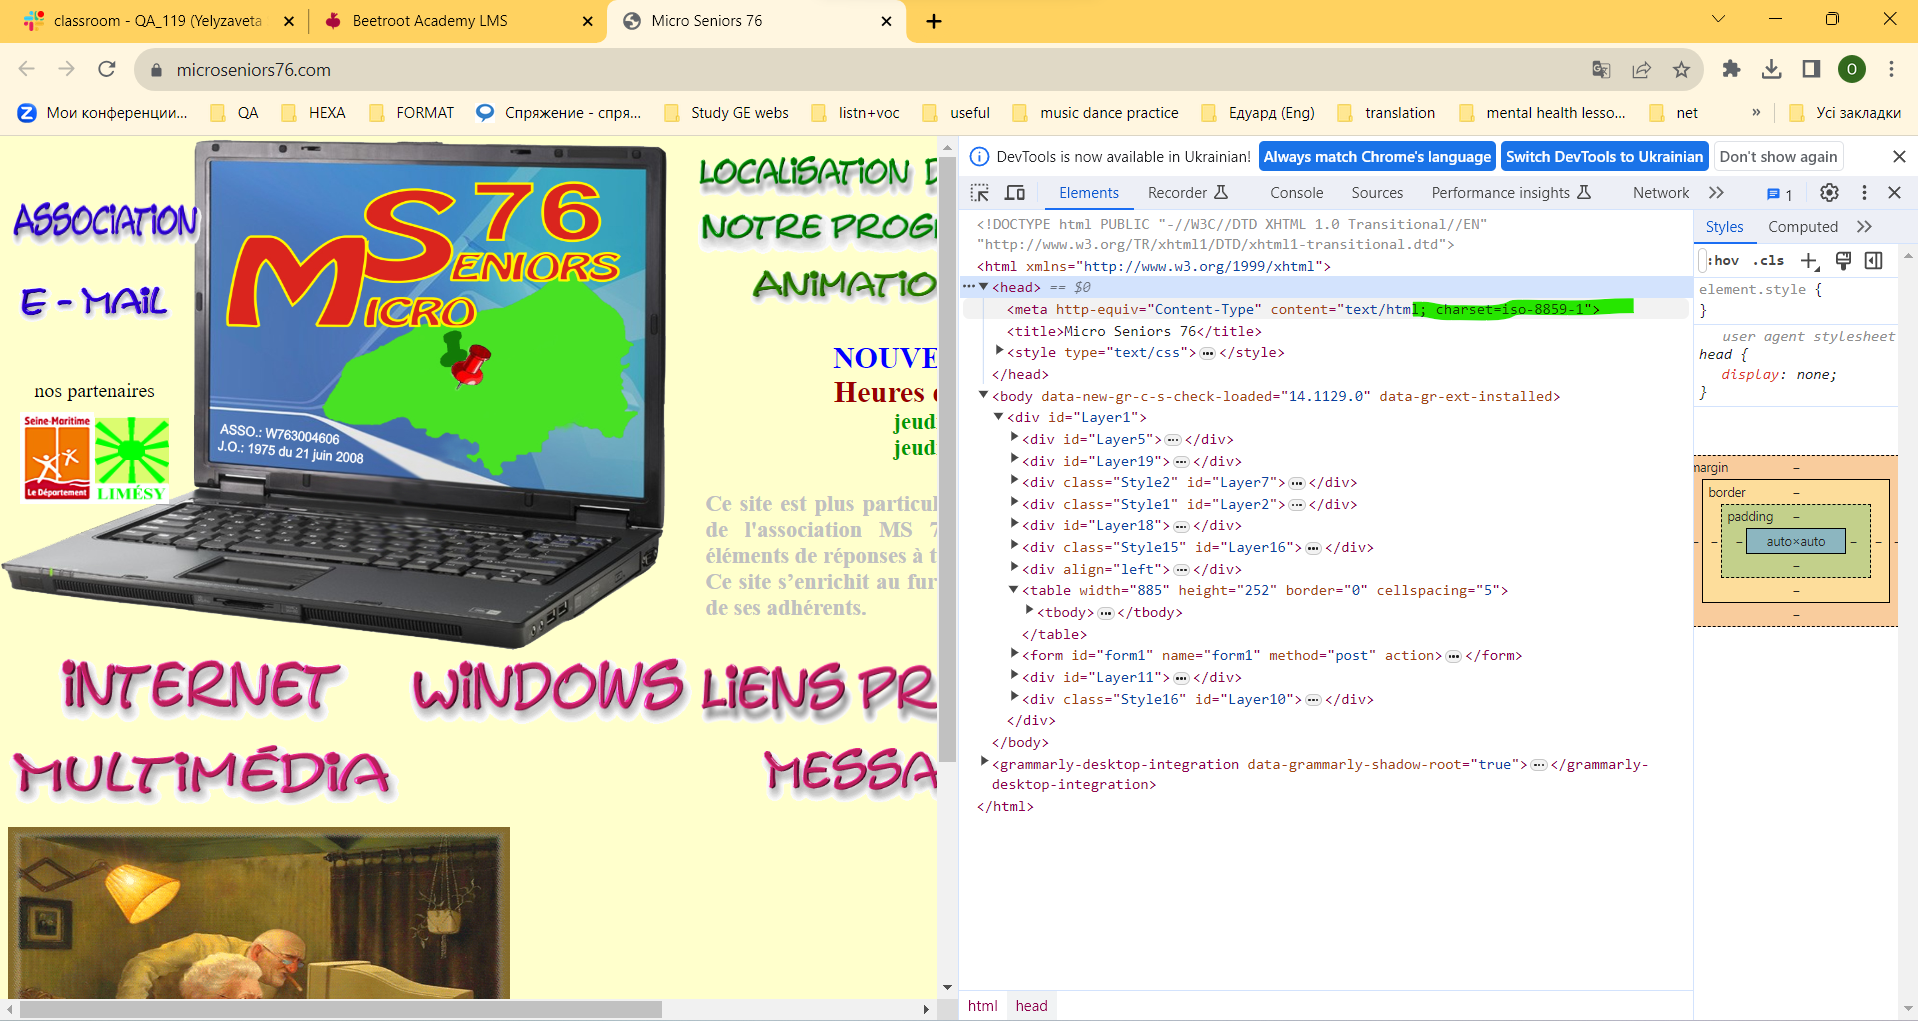 classroom - QA_119 (Yelyzaveta
Beetroot Academy LMS
Micro Seniors 76
microseniors76.com
O
Мои конференции...
QA
HEXA
FORMAT
Спряжение - спря...
Study GE webs
listn+voc
useful
music dance practice
Едуард (Eng)
translation
mental health lesso...
net
»
Усі закладки
ASSOCIATION
E - MAIL
nos partenaires
Seine-Maritime
Le Département
LIMÉSY
MS 76
MICRO SENIORS
ASSO.: W763004606
J.O.: 1975 du 21 juin 2008
LOCALISATION D
NOTRE PROG
ANIMATIO
NOUVE
Heures
jeud
jeud
Ce site est plus particul
de l'association MS 7
éléments de réponses à t
Ce site s’enrichit au fur
de ses adhérents.
INTERNET
WINDOWS
LIENS PR
MULTIMÉDIA
MESSA
DevTools is now available in Ukrainian!
Always match Chrome's language
Switch DevTools to Ukrainian
Don't show again
Elements
Recorder
Console
Sources
Performance insights
Network
1
<!DOCTYPE html PUBLIC "-//W3C//DTD XHTML 1.0 Transitional//EN"
"http://www.w3.org/TR/xhtml1/DTD/xhtml1-transitional.dtd">
<html xmlns="http://www.w3.org/1999/xhtml">
<head> == $0
<meta http-equiv="Content-Type" content="text/html; charset=iso-8859-1">
<title>Micro Seniors 76</title>
<style type="text/css">…</style>
</head>
<body data-new-gr-c-s-check-loaded="14.1129.0" data-gr-ext-installed>
<div id="Layer1">
<div id="Layer5">…</div>
<div id="Layer19">…</div>
<div class="Style2" id="Layer7">…</div>
<div class="Style1" id="Layer2">…</div>
<div id="Layer18">…</div>
<div class="Style15" id="Layer16">…</div>
<div align="left">…</div>
<table width="885" height="252" border="0" cellspacing="5">
<tbody>…</tbody>
</table>
<form id="form1" name="form1" method="post" action>…</form>
<div id="Layer11">…</div>
<div class="Style16" id="Layer10">…</div>
</div>
</body>
<grammarly-desktop-integration data-grammarly-shadow-root="true">…</grammarly-
desktop-integration>
</html>
html head
Styles
Computed
:hov .cls
element.style {
}
user agent stylesheet
head {
display: none;
}
margin –
border –
padding –
auto×auto